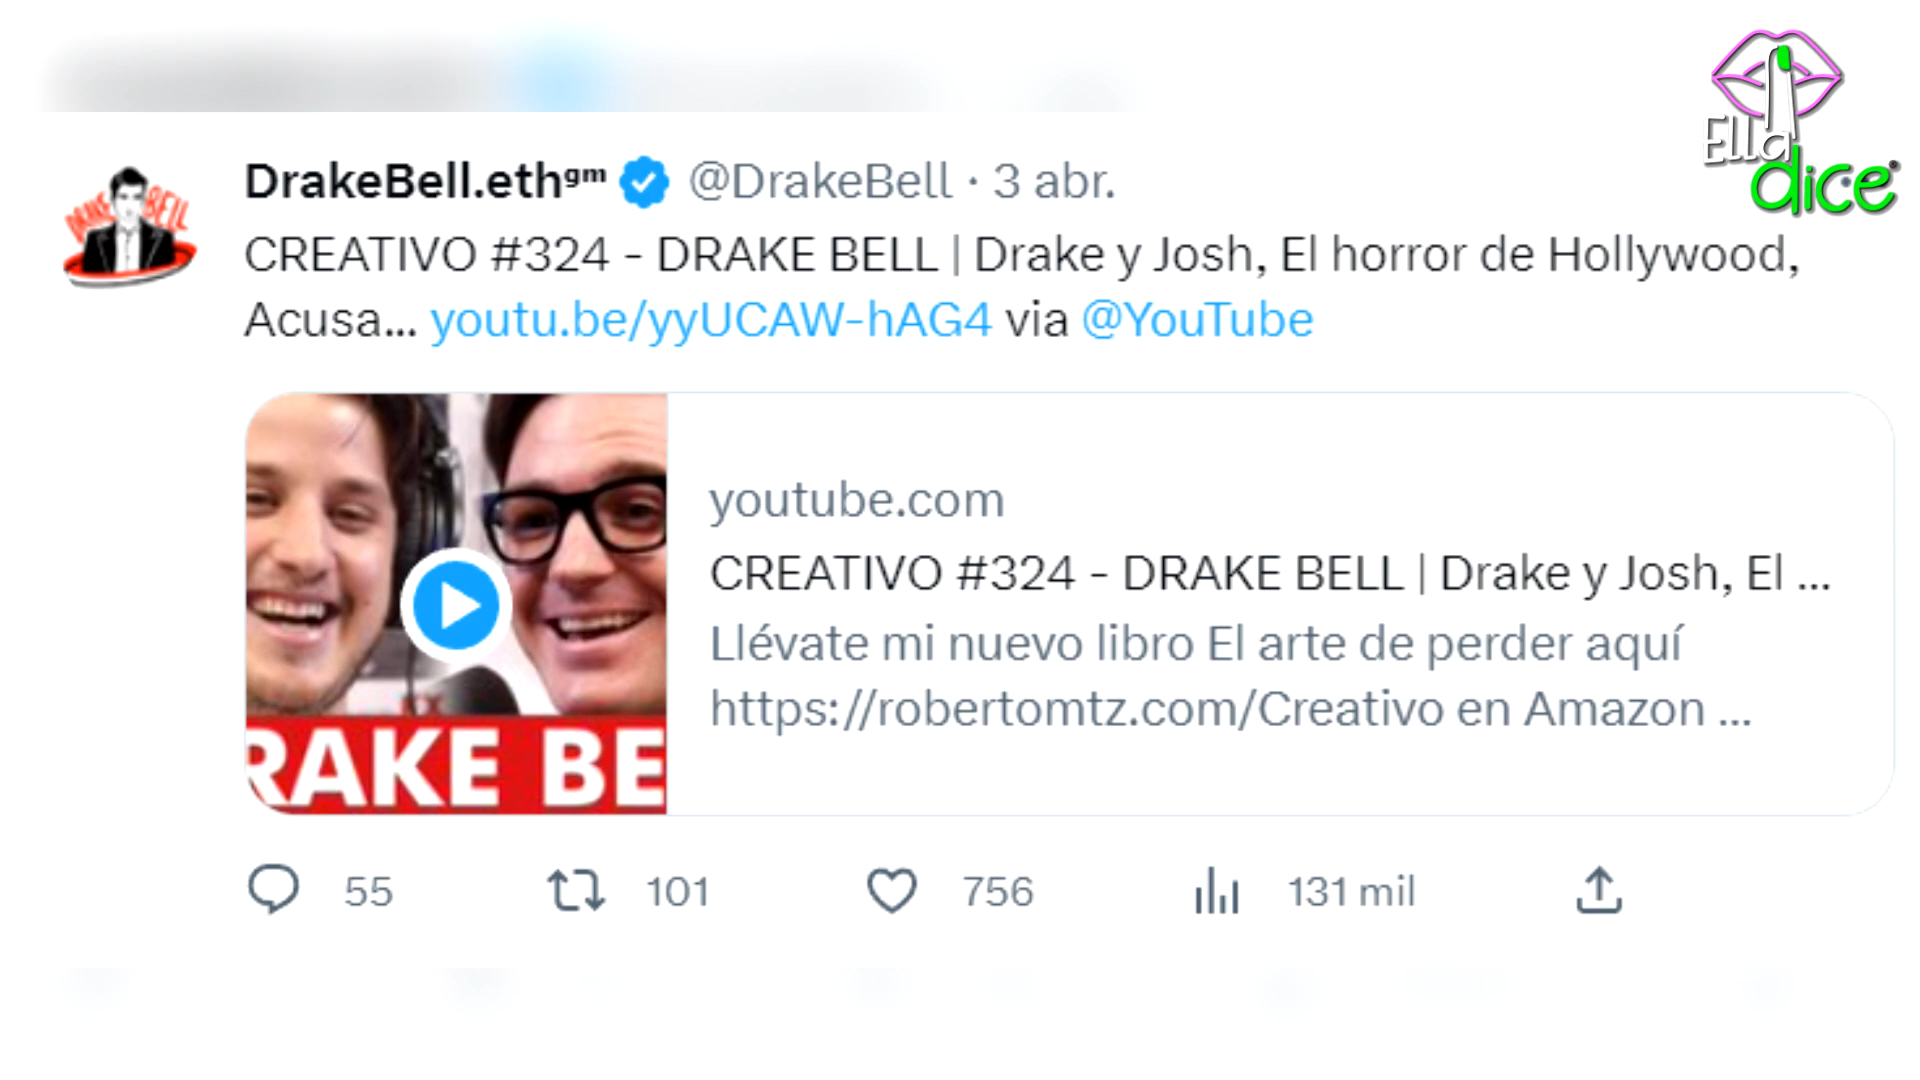 Ella
dice
DRAKE BELL
DrakeBell.ethᵍᵐ @DrakeBell · 3 abr.
CREATIVO #324 - DRAKE BELL | Drake y Josh, El horror de Hollywood,
Acusa... youtu.be/yyUCAW-hAG4 via @YouTube
RAKE BE
youtube.com
CREATIVO #324 - DRAKE BELL | Drake y Josh, El ...
Llévate mi nuevo libro El arte de perder aquí
https://robertomtz.com/Creativo en Amazon ...
55 101 756 131 mil